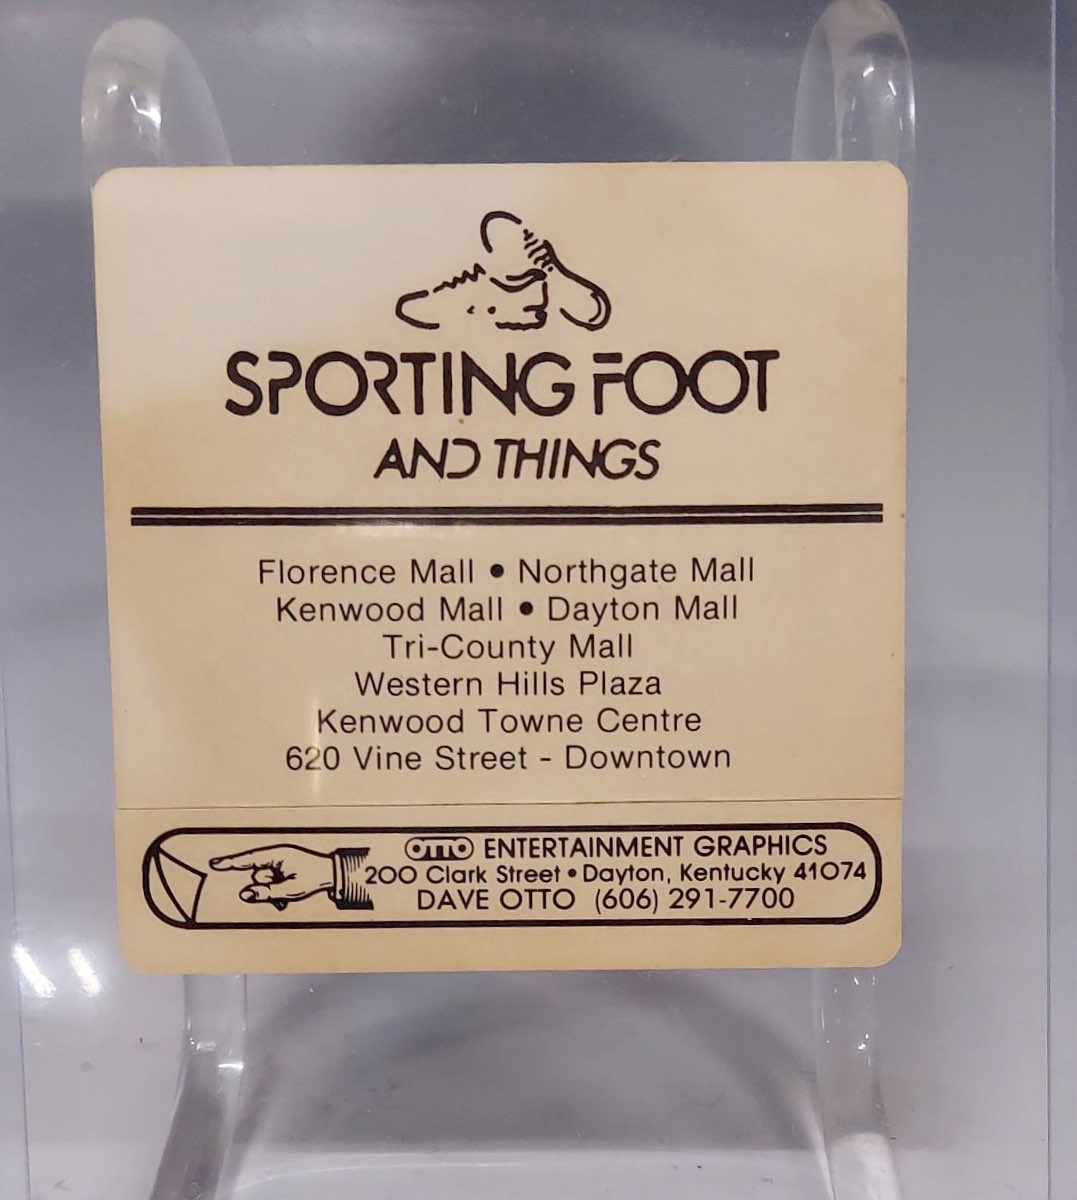 SPORTING FOOT
AND THINGS
Florence Mall • Northgate Mall
Kenwood Mall • Dayton Mall
Tri-County Mall
Western Hills Plaza
Kenwood Towne Centre
620 Vine Street - Downtown
OTTO ENTERTAINMENT GRAPHICS
200 Clark Street • Dayton, Kentucky 41074
DAVE OTTO (606) 291-7700